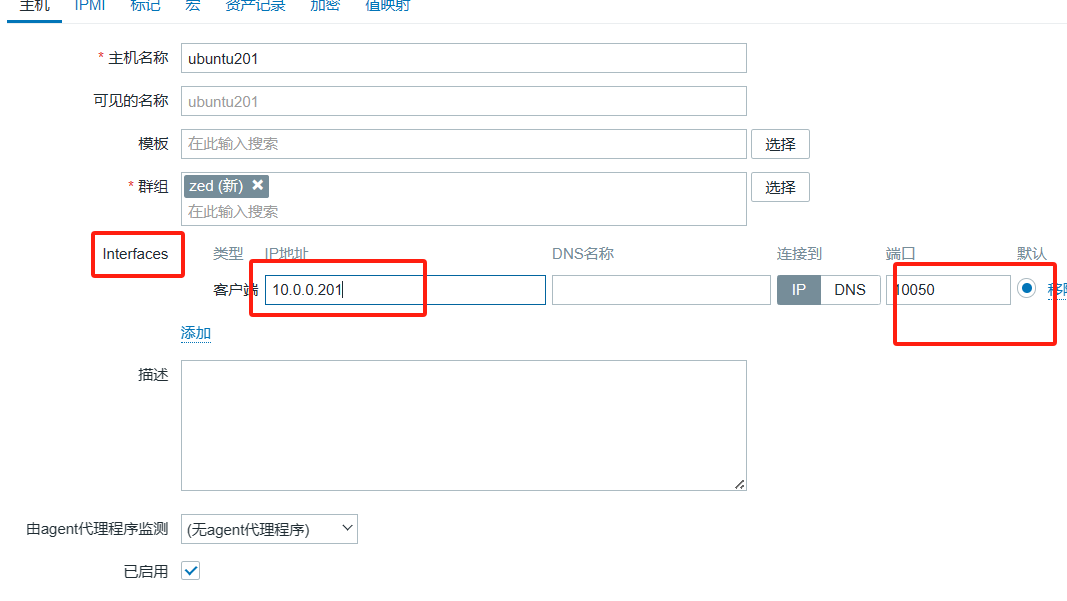 主机 IPMI 标记 宏 资产记录 加密 值映射
* 主机名称 ubuntu201
可见的名称 ubuntu201
模板 在此输入搜索 选择
* 群组 zed (新) ✖ 选择
在此输入搜索
Interfaces 类型 IP地址 DNS名称 连接到 端口 默认
客户端 10.0.0.201 IP DNS 10050 移除
添加
描述
由agent代理程序监测 (无agent代理程序)
已启用